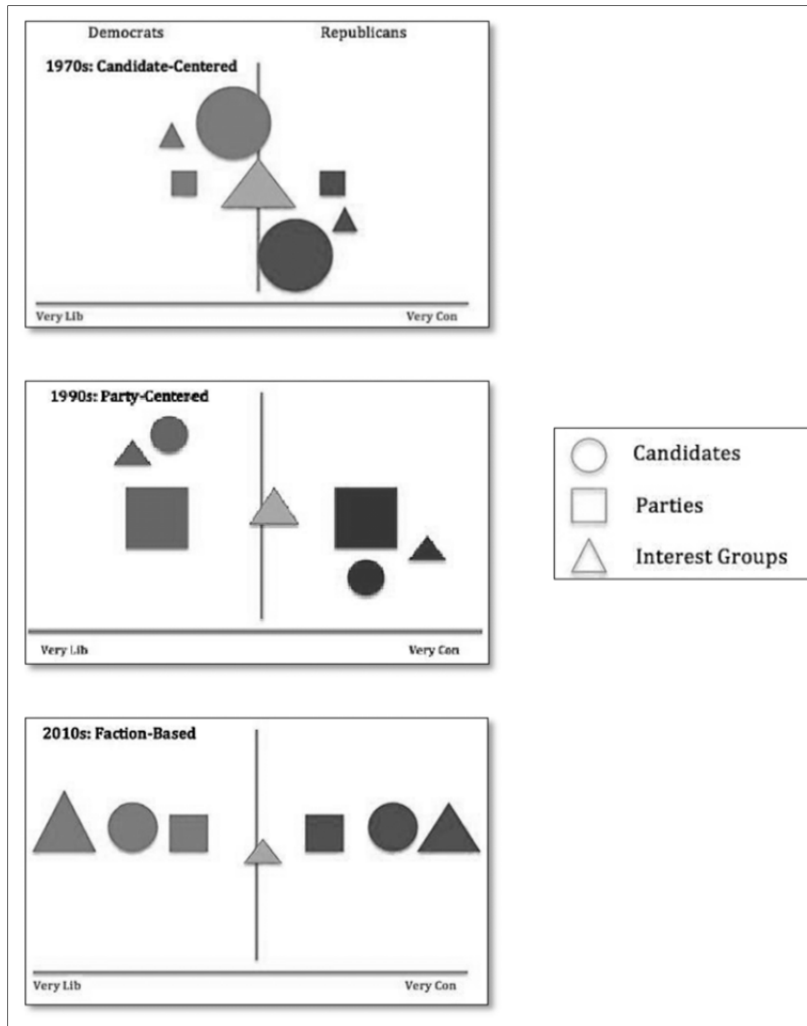 Democrats Republicans
1970s: Candidate-Centered
Very Lib Very Con
1990s: Party-Centered
Very Lib Very Con
Candidates
Parties
Interest Groups
2010s: Faction-Based
Very Lib Very Con